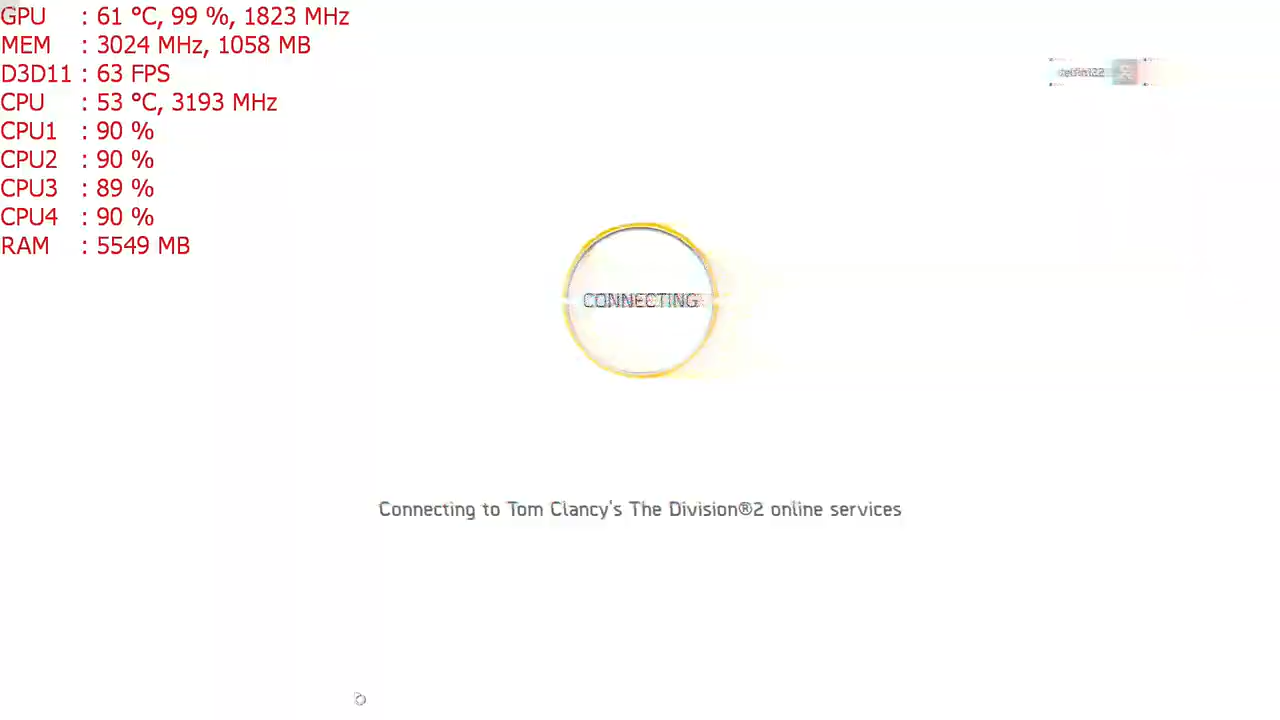 GPU : 61 °C, 99 %, 1823 MHz
MEM : 3024 MHz, 1058 MB
D3D11 : 63 FPS
CPU : 53 °C, 3193 MHz
CPU1 : 90 %
CPU2 : 90 %
CPU3 : 89 %
CPU4 : 90 %
RAM : 5549 MB
CONNECTING
Connecting to Tom Clancy's The Division®2 online services